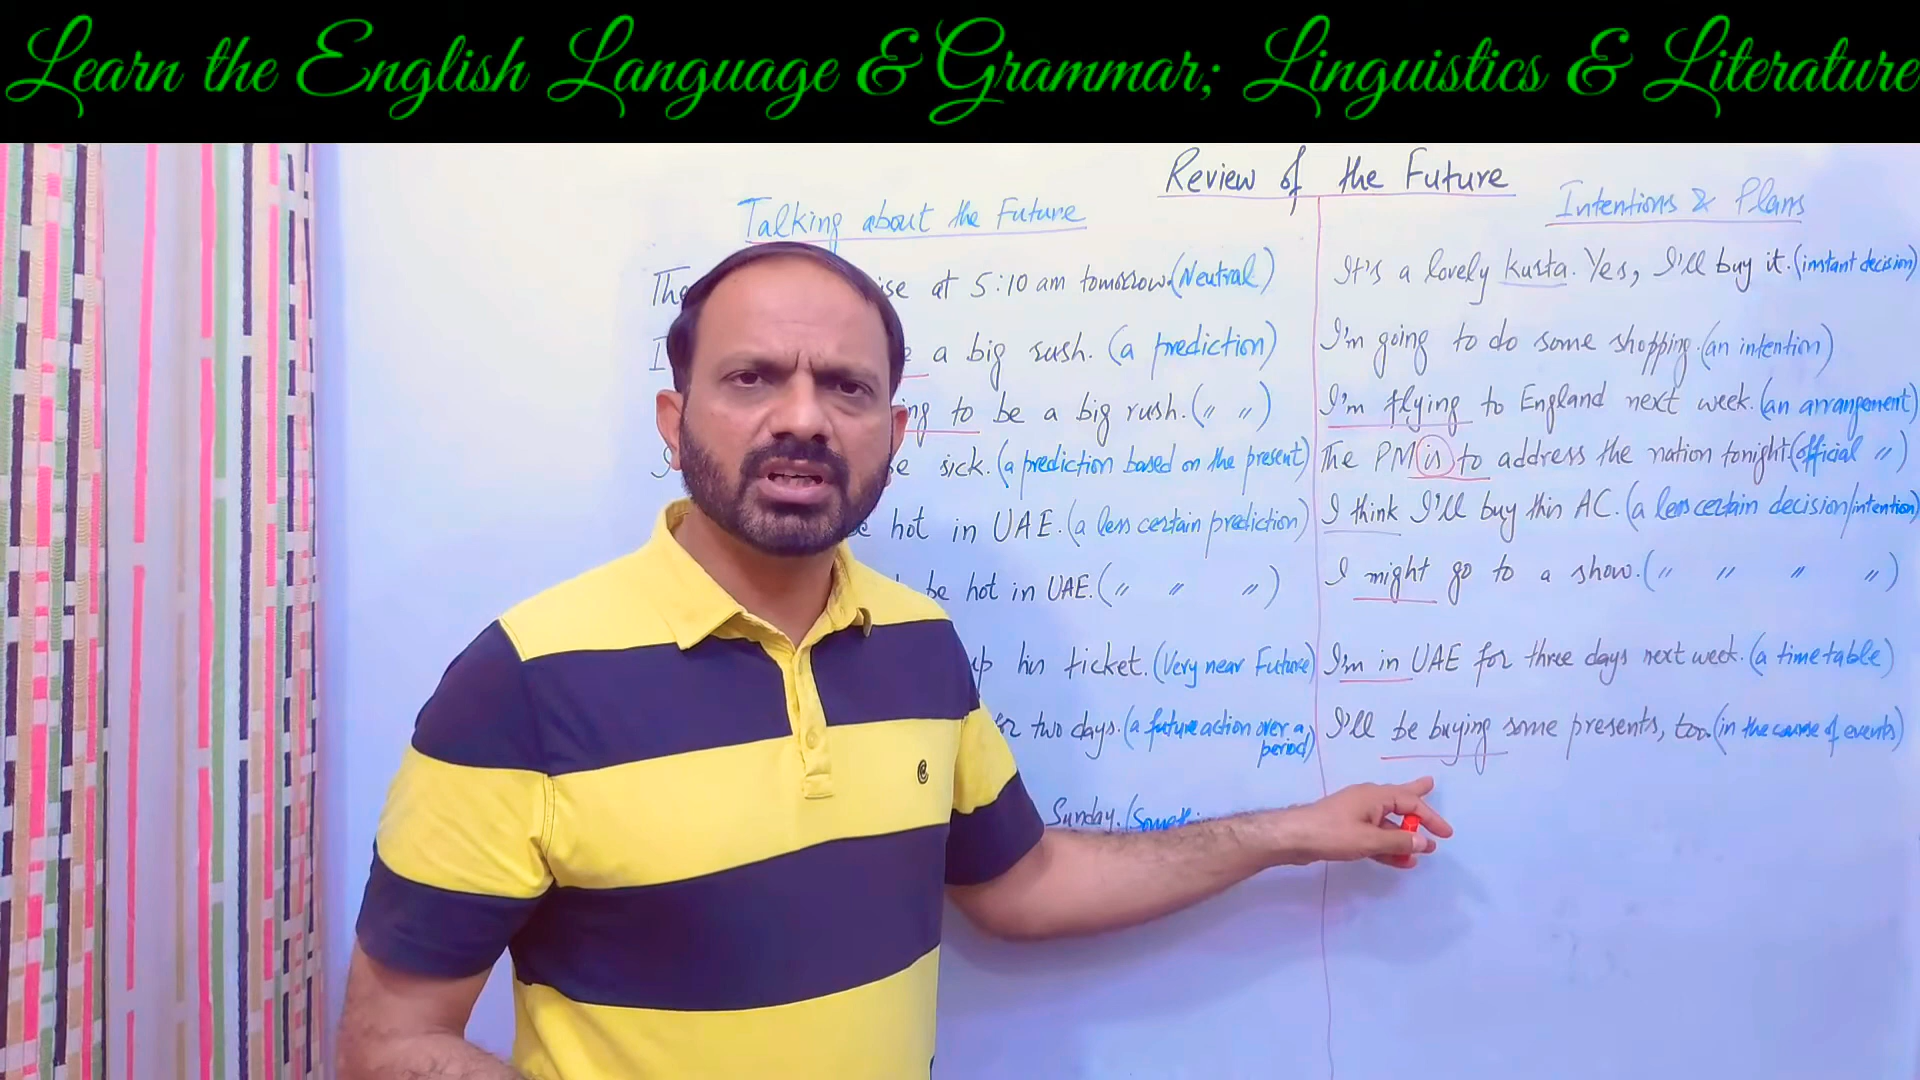 Learn the English Language & Grammar; Linguistics & Literature
Review of the Future
Talking about the Future
The ise at 5:10 am tomorrow. (Neutral)
I e a big rush. (a prediction)
ing to be a big rush. (〃 〃)
I e sick. (a prediction based on the present)
e hot in UAE. (a less certain prediction)
be hot in UAE. (〃 〃 〃)
up his ticket. (Very near Future)
or two days. (a future action over a
period)
Sunday.
Intentions & Plans
It's a lovely kurta. Yes, I'll buy it. (instant decision)
I'm going to do some shopping. (an intention)
I'm flying to England next week. (an arrangement)
The PM is to address the nation tonight (official 〃)
I think I'll buy this AC. (a less certain decision/intention)
I might go to a show. (〃 〃 〃 〃)
I'm in UAE for three days next week. (a timetable)
I'll be buying some presents, too. (in the course of events)